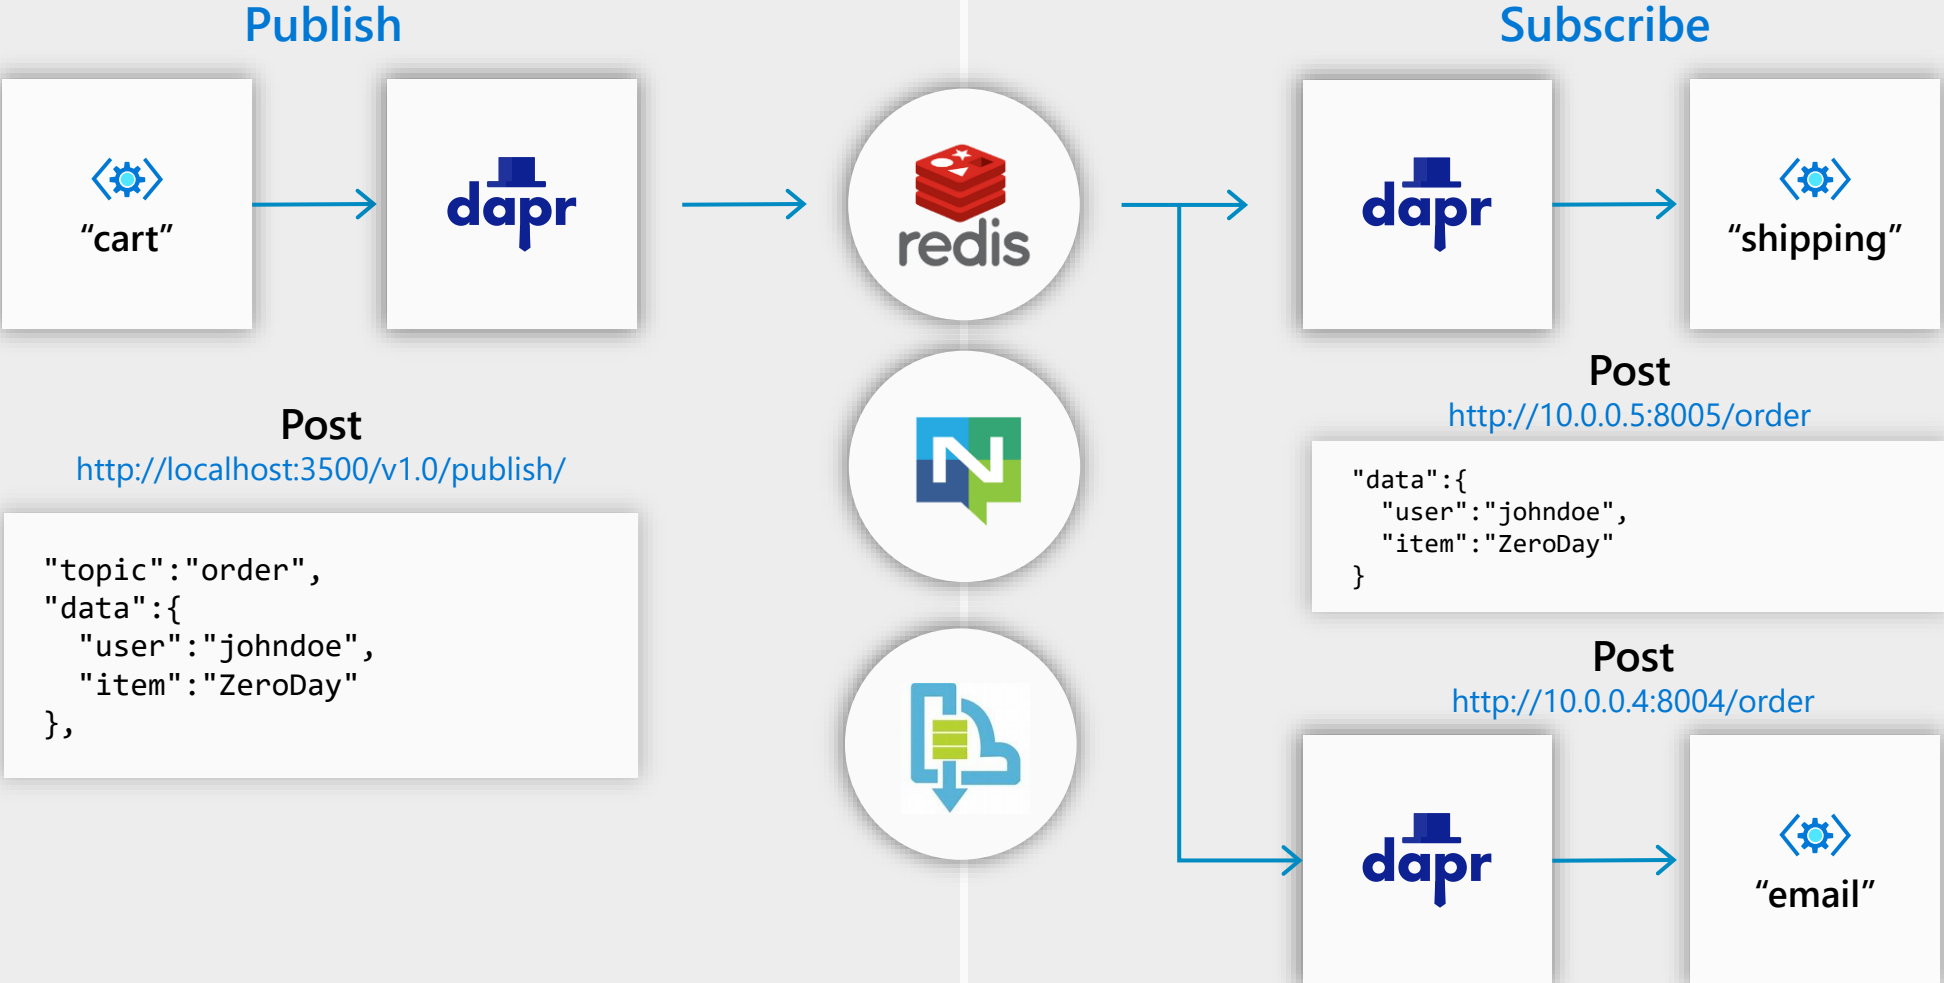 Publish
“cart”
dapr
Post
http://localhost:3500/v1.0/publish/
"topic":"order",
"data":{
  "user":"johndoe",
  "item":"ZeroDay"
},
redis
N
Subscribe
dapr
“shipping”
Post
http://10.0.0.5:8005/order
"data":{
  "user":"johndoe",
  "item":"ZeroDay"
}
Post
http://10.0.0.4:8004/order
dapr
“email”